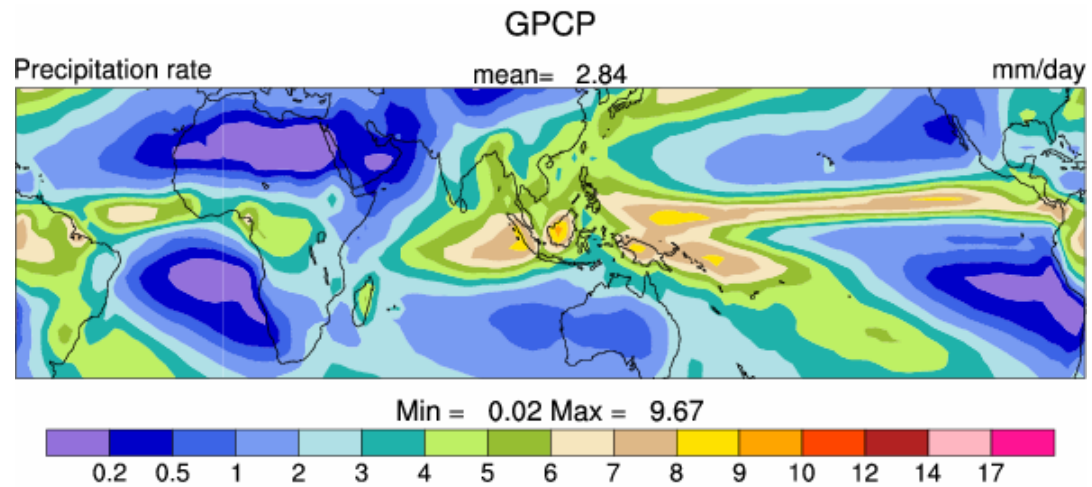 GPCP
Precipitation rate mean= 2.84 mm/day
Min = 0.02 Max = 9.67
0.2 0.5 1 2 3 4 5 6 7 8 9 10 12 14 17